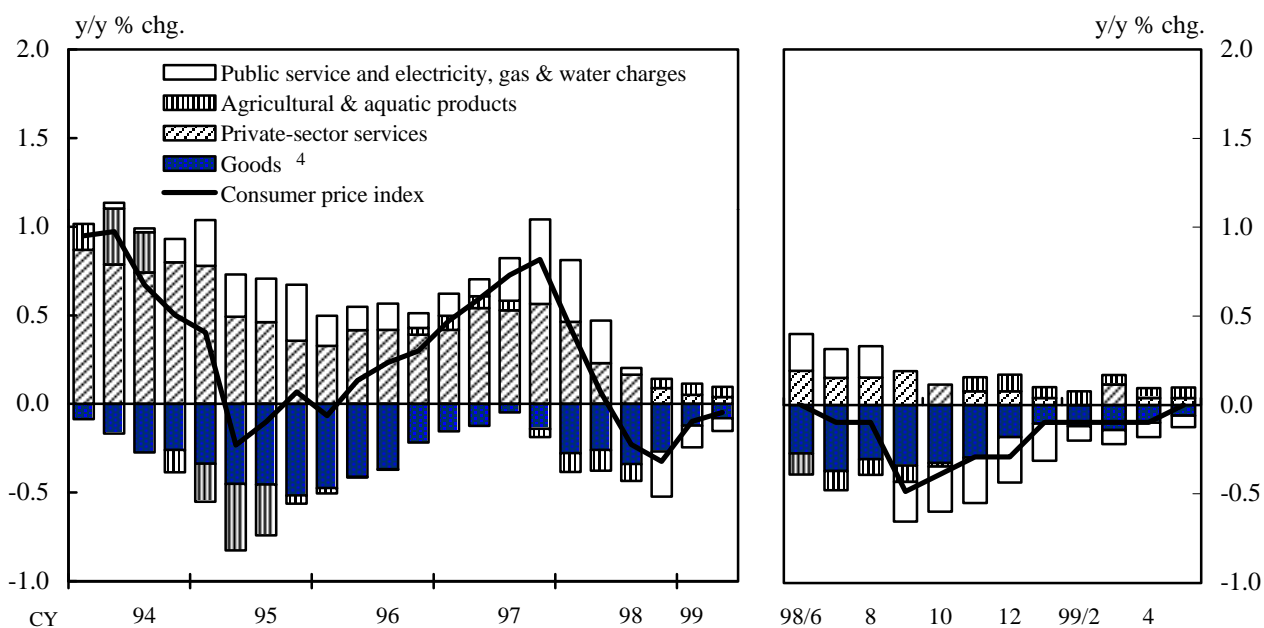 y/y % chg.
y/y % chg.
2.0
1.5
1.0
0.5
0.0
-0.5
-1.0
Public service and electricity, gas & water charges
Agricultural & aquatic products
Private-sector services
Goods 4
Consumer price index
2.0
1.5
1.0
0.5
0.0
-0.5
-1.0
CY 94 95 96 97 98 99
98/6 8 10 12 99/2 4